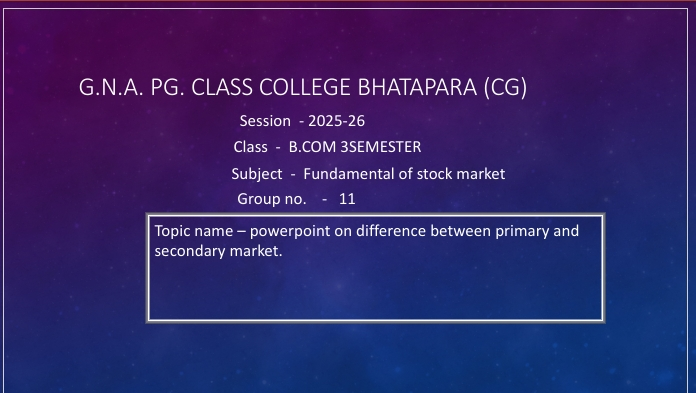 G.N.A. PG. CLASS COLLEGE BHATAPARA (CG)
Session - 2025-26
Class - B.COM 3SEMESTER
Subject - Fundamental of stock market
Group no. - 11
Topic name – powerpoint on difference between primary and
secondary market.